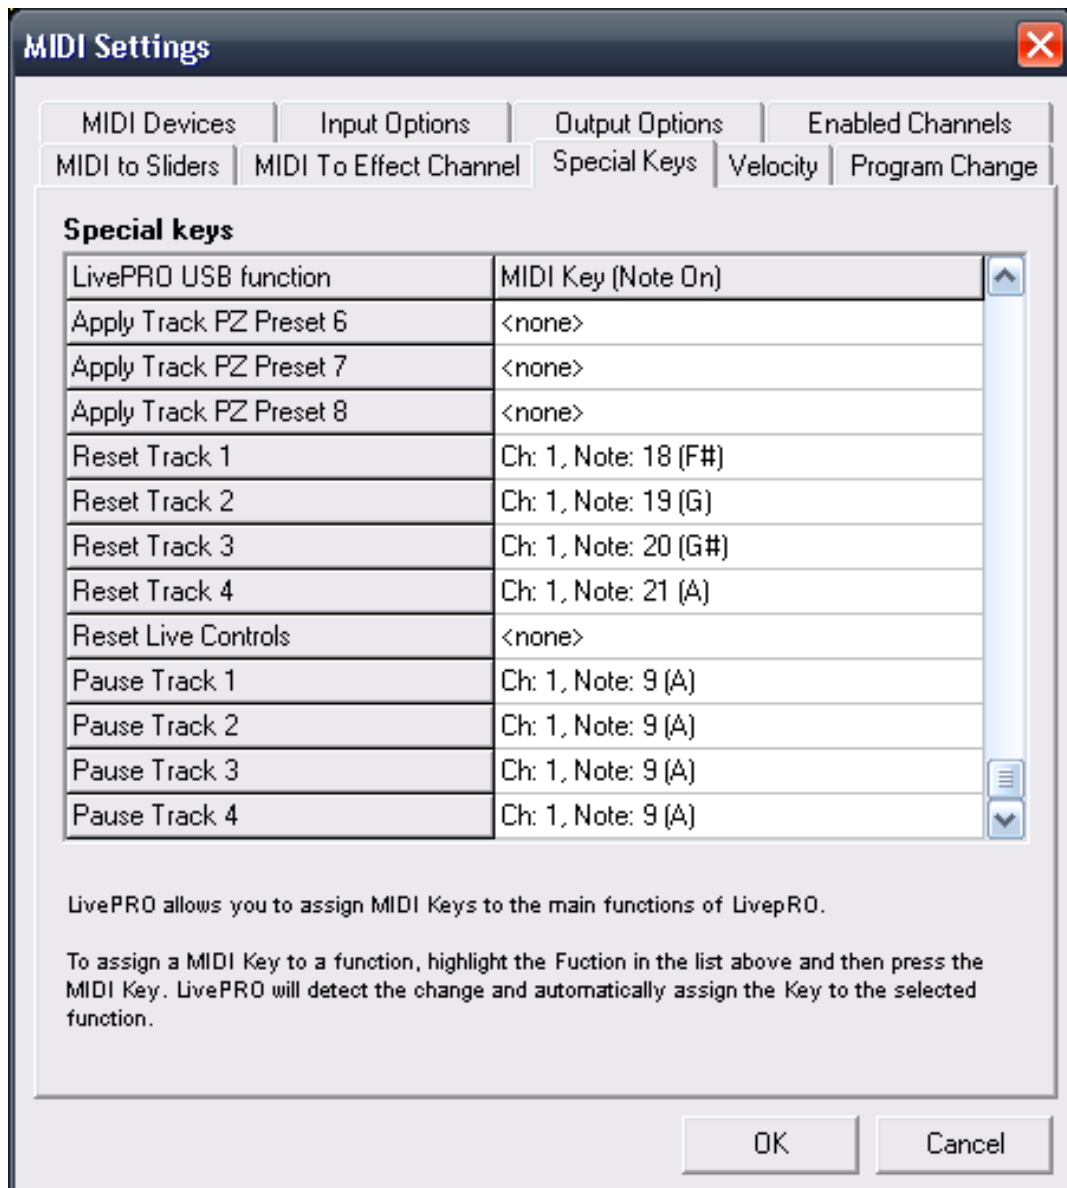 MIDI Settings
MIDI Devices Input Options Output Options Enabled Channels
MIDI to Sliders MIDI To Effect Channel Special Keys Velocity Program Change
Special keys
LivePRO USB function MIDI Key (Note On)
Apply Track PZ Preset 6 <none>
Apply Track PZ Preset 7 <none>
Apply Track PZ Preset 8 <none>
Reset Track 1 Ch: 1, Note: 18 (F#)
Reset Track 2 Ch: 1, Note: 19 (G)
Reset Track 3 Ch: 1, Note: 20 (G#)
Reset Track 4 Ch: 1, Note: 21 (A)
Reset Live Controls <none>
Pause Track 1 Ch: 1, Note: 9 (A)
Pause Track 2 Ch: 1, Note: 9 (A)
Pause Track 3 Ch: 1, Note: 9 (A)
Pause Track 4 Ch: 1, Note: 9 (A)
LivePRO allows you to assign MIDI Keys to the main functions of LivepRO.
To assign a MIDI Key to a function, highlight the Fuction in the list above and then press the
MIDI Key. LivePRO will detect the change and automatically assign the Key to the selected
function.
OK Cancel